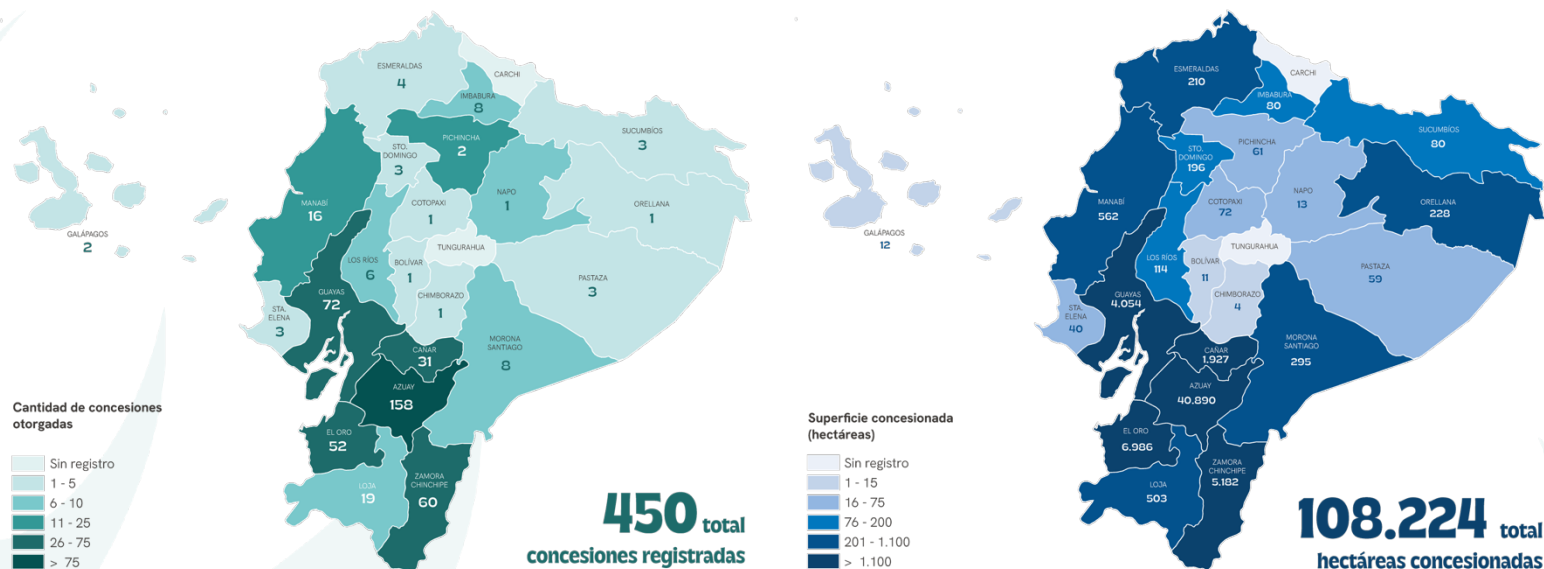 ESMERALDAS
4
CARCHI
IMBABURA
8
SUCUMBÍOS
3
PICHINCHA
2
STO.
DOMINGO
3
NAPO
1
MANABÍ
16
COTOPAXI
1
ORELLANA
1
GALÁPAGOS
2
TUNGURAHUA
LOS RÍOS
6
BOLÍVAR
1
PASTAZA
3
GUAYAS
72
CHIMBORAZO
1
STA.
ELENA
3
MORONA
SANTIAGO
8
CAÑAR
31
AZUAY
158
EL ORO
52
LOJA
19
ZAMORA
CHINCHIPE
60
Cantidad de concesiones
otorgadas
Sin registro
1 - 5
6 - 10
11 - 25
26 - 75
> 75
450 total
concesiones registradas
ESMERALDAS
210
CARCHI
IMBABURA
80
SUCUMBÍOS
80
PICHINCHA
61
STO.
DOMINGO
196
NAPO
13
MANABÍ
562
COTOPAXI
72
ORELLANA
228
GALÁPAGOS
12
TUNGURAHUA
LOS RÍOS
114
BOLÍVAR
11
PASTAZA
59
GUAYAS
4.054
CHIMBORAZO
4
STA.
ELENA
40
MORONA
SANTIAGO
295
CAÑAR
1.927
AZUAY
40.890
EL ORO
6.986
LOJA
503
ZAMORA
CHINCHIPE
5.182
Superficie concesionada
(hectáreas)
Sin registro
1 - 15
16 - 75
76 - 200
201 - 1.100
> 1.100
108.224 total
hectáreas concesionadas